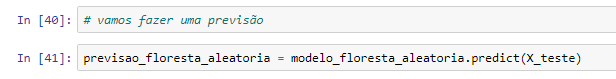 In [40]: # vamos fazer uma previsão
In [41]: previsao_floresta_aleatoria = modelo_floresta_aleatoria.predict(X_teste)